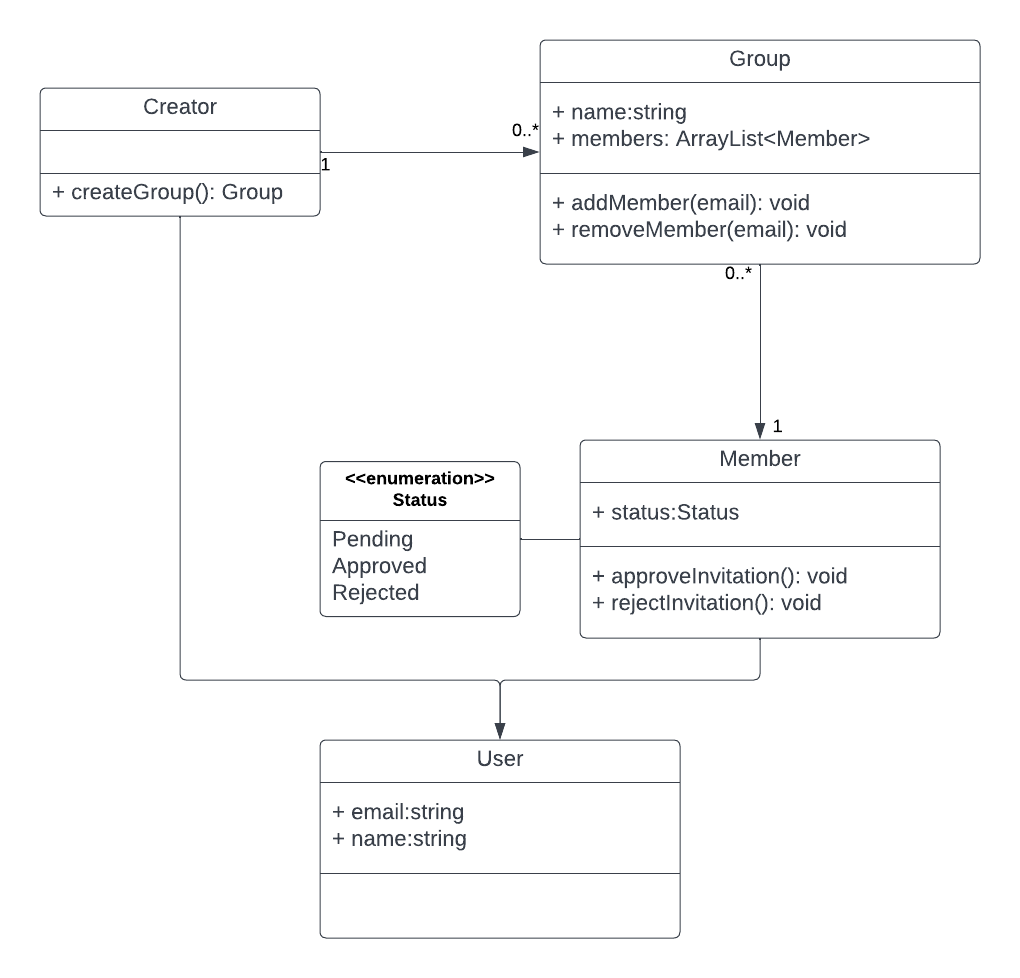 Creator
+ createGroup(): Group
1
0..*
Group
+ name:string
+ members: ArrayList<Member>
+ addMember(email): void
+ removeMember(email): void
0..*
1
<<enumeration>>
Status
Pending
Approved
Rejected
Member
+ status:Status
+ approveInvitation(): void
+ rejectInvitation(): void
User
+ email:string
+ name:string